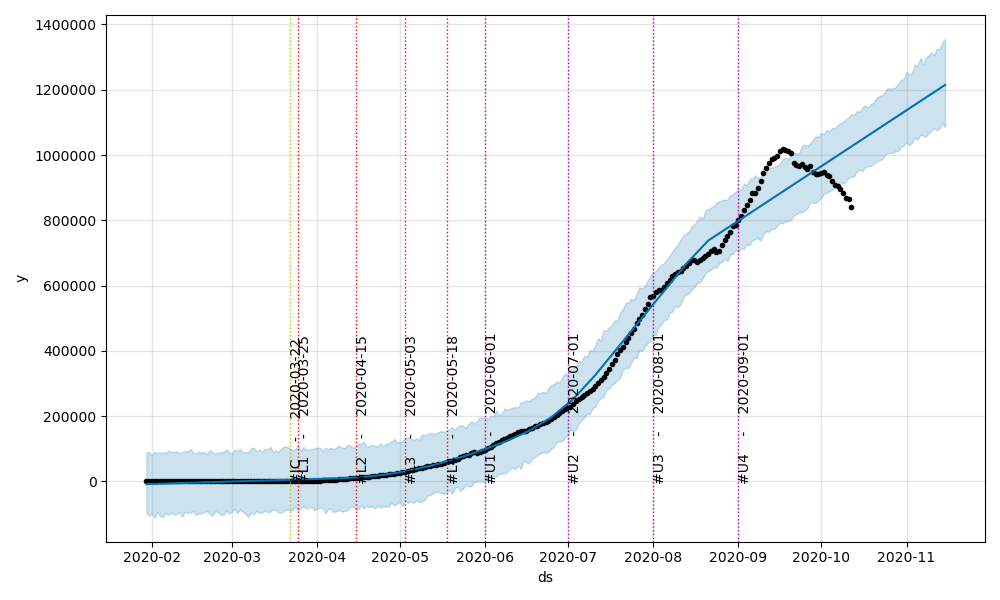 1400000
1200000
1000000
800000
600000
400000
200000
0
y
#JC - 2020-03-22
#L1 - 2020-03-25
#L2 - 2020-04-15
#L3 - 2020-05-03
#L4 - 2020-05-18
#U1 - 2020-06-01
#U2 - 2020-07-01
#U3 - 2020-08-01
#U4 - 2020-09-01
2020-02 2020-03 2020-04 2020-05 2020-06 2020-07 2020-08 2020-09 2020-10 2020-11
ds